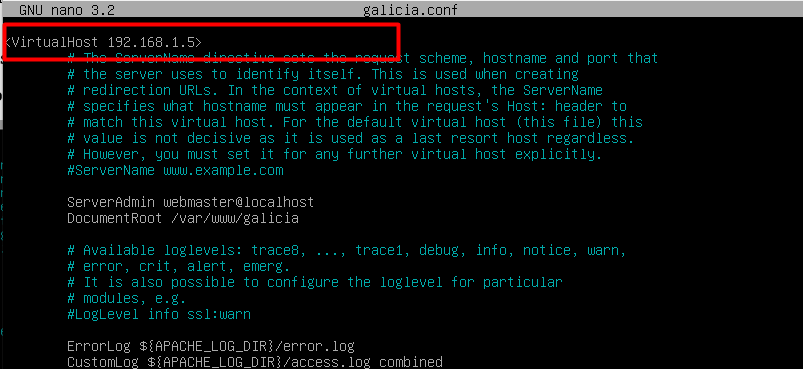 GNU nano 3.2 galicia.conf
<VirtualHost 192.168.1.5>
# The ServerName directive sets the request scheme, hostname and port that
# the server uses to identify itself. This is used when creating
# redirection URLs. In the context of virtual hosts, the ServerName
# specifies what hostname must appear in the request's Host: header to
# match this virtual host. For the default virtual host (this file) this
# value is not decisive as it is used as a last resort host regardless.
# However, you must set it for any further virtual host explicitly.
#ServerName www.example.com
ServerAdmin webmaster@localhost
DocumentRoot /var/www/galicia
# Available loglevels: trace8, ..., trace1, debug, info, notice, warn,
# error, crit, alert, emerg.
# It is also possible to configure the loglevel for particular
# modules, e.g.
#LogLevel info ssl:warn
ErrorLog ${APACHE_LOG_DIR}/error.log
CustomLog ${APACHE_LOG_DIR}/access.log combined